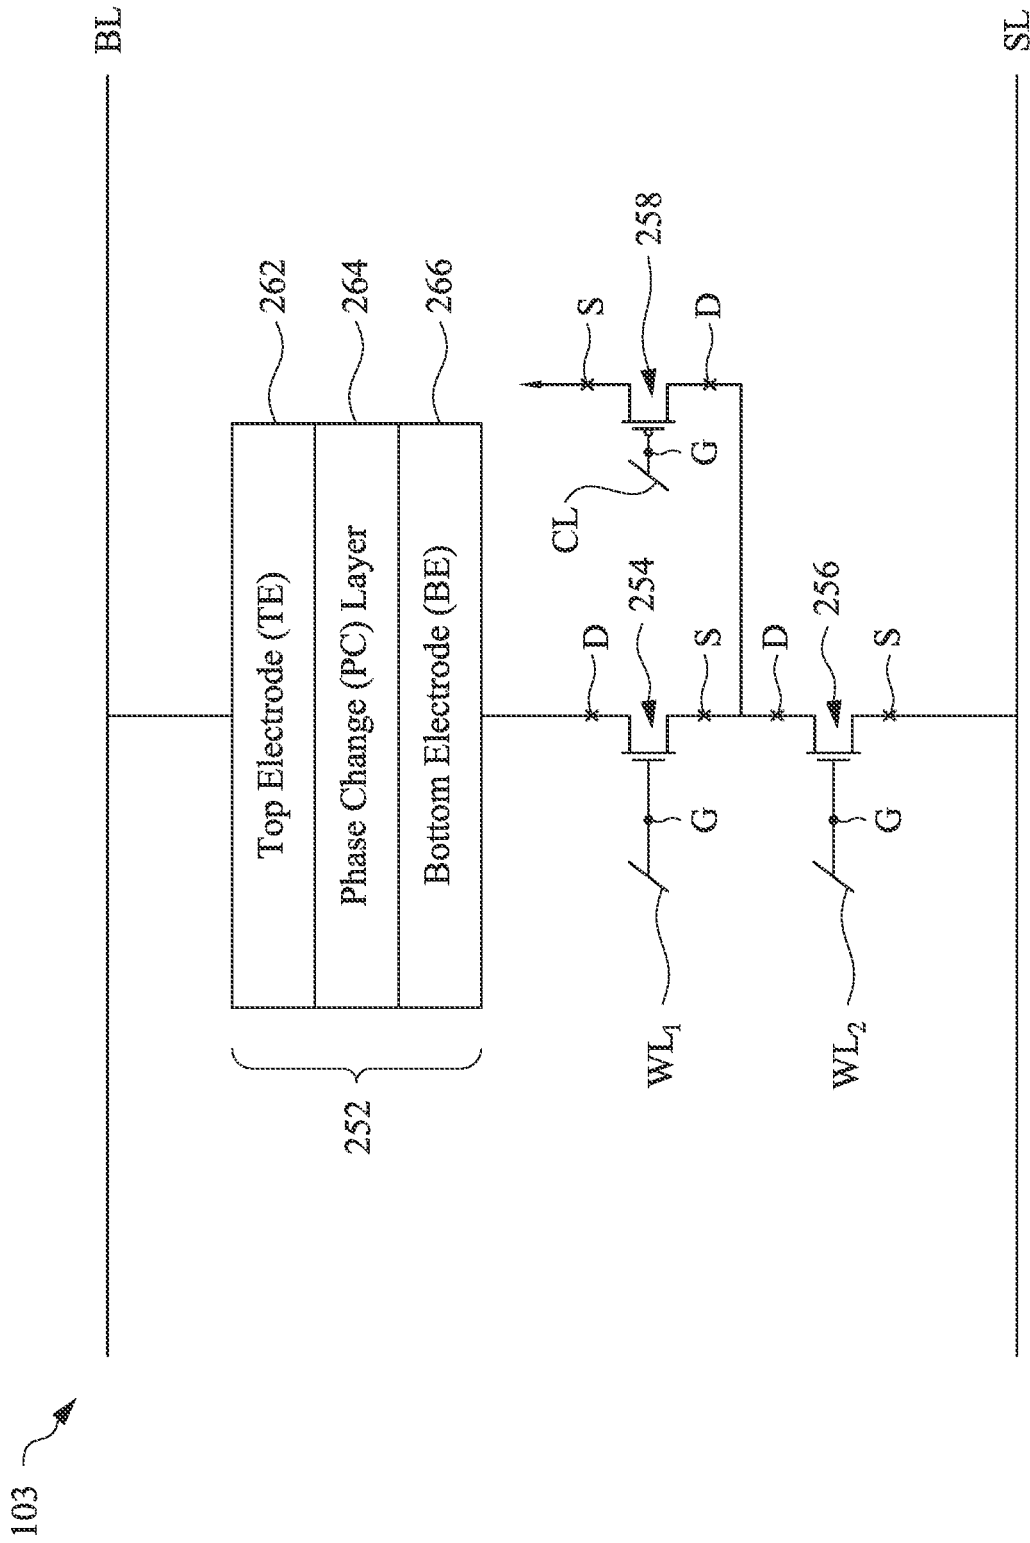 103
BL
252
Top Electrode (TE)
262
Phase Change (PC) Layer
264
Bottom Electrode (BE)
266
D
S
WL1
G
254
CL
G
258
S
D
D
WL2
G
256
S
SL